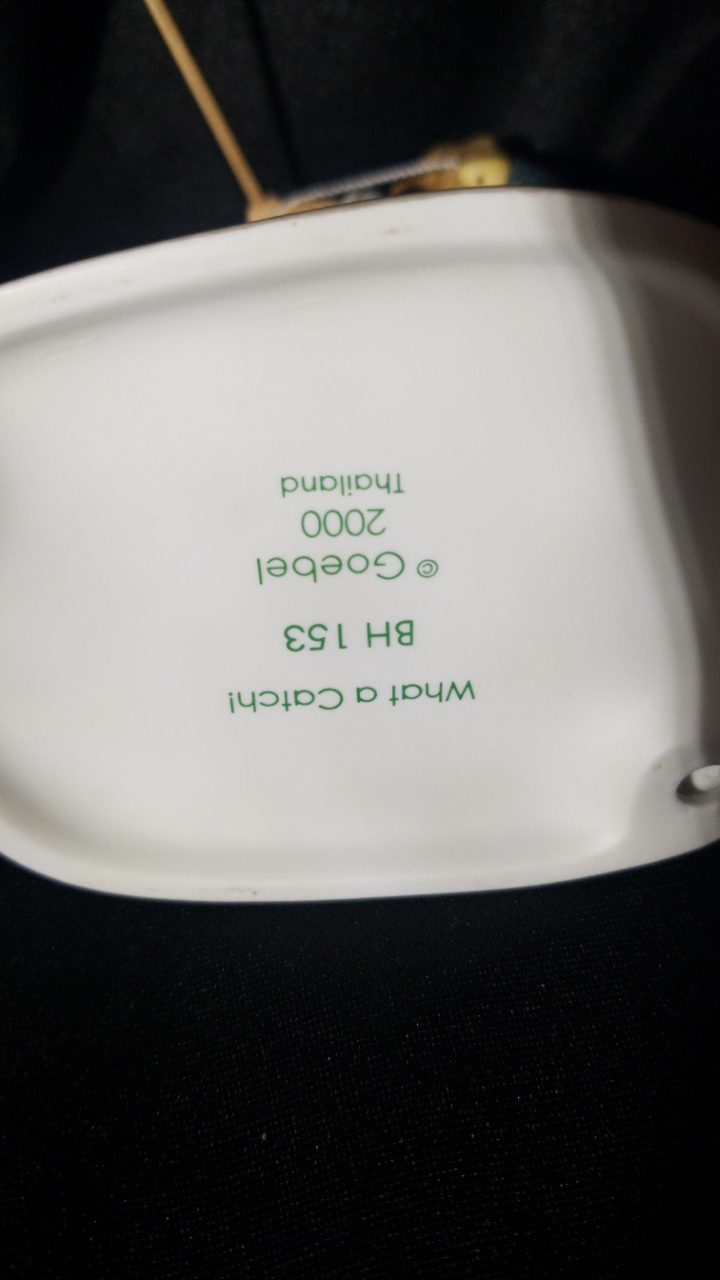 What a Catch!
BH 153
© Goebel
2000
Thailand